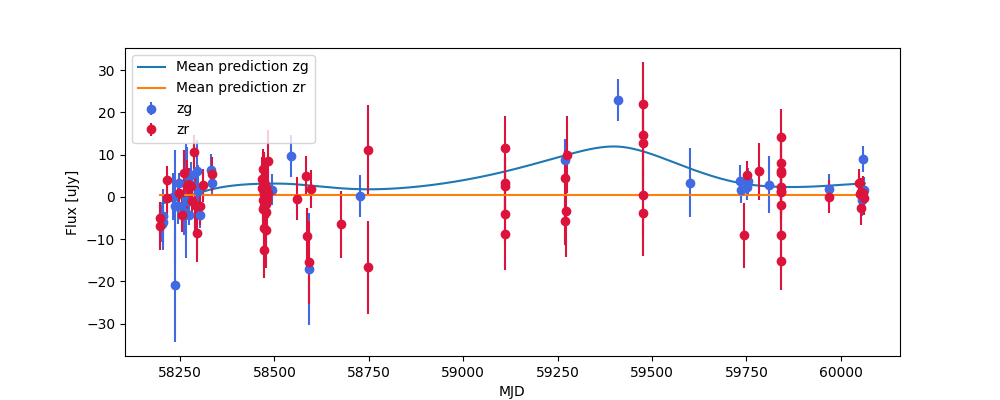 Mean prediction zg
Mean prediction zr
zg
zr
30
20
10
0
−10
−20
−30
Flux [uJy]
58250
58500
58750
59000
59250
59500
59750
60000
MJD